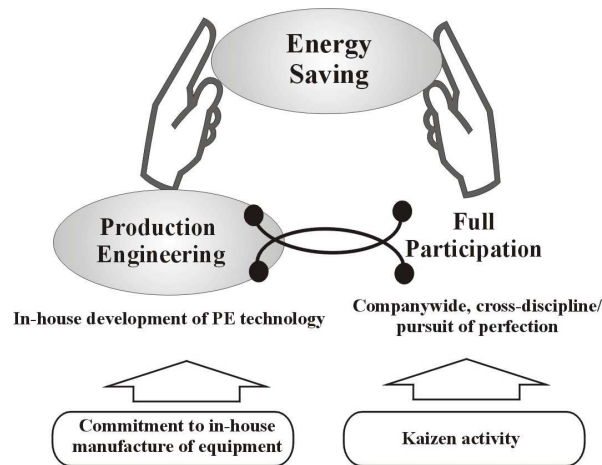 Energy
Saving
Production
Engineering
Full
Participation
In-house development of PE technology
Companywide, cross-discipline/
pursuit of perfection
Commitment to in-house
manufacture of equipment
Kaizen activity